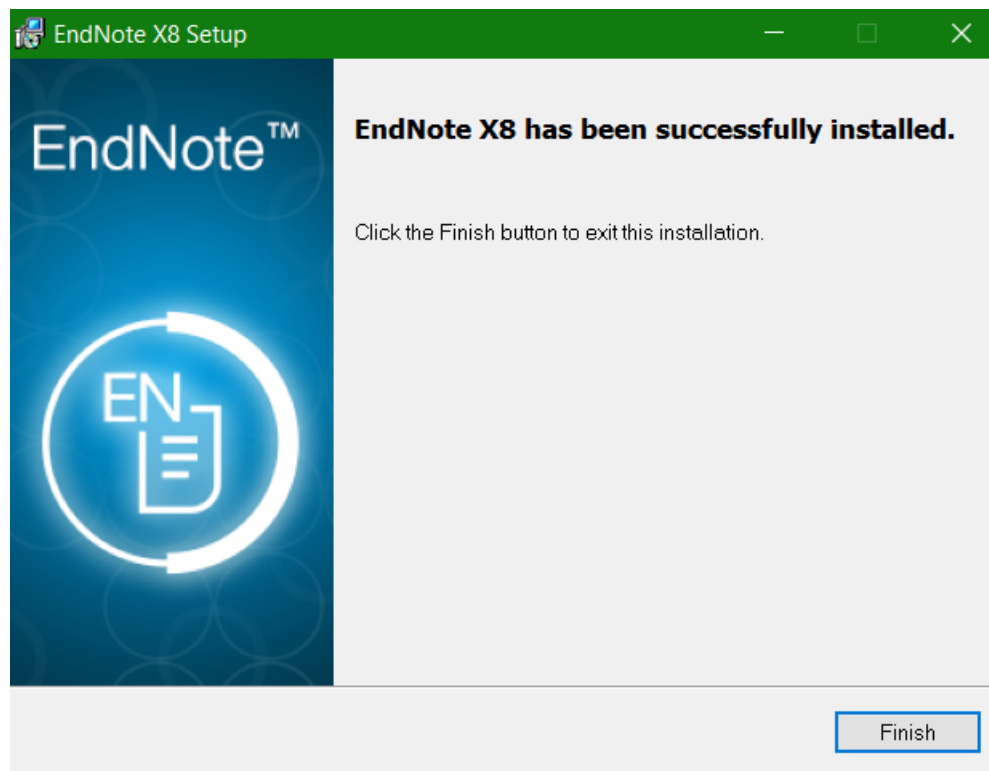 EndNote X8 Setup
EndNote™
EndNote X8 has been successfully installed.
Click the Finish button to exit this installation.
EN
Finish